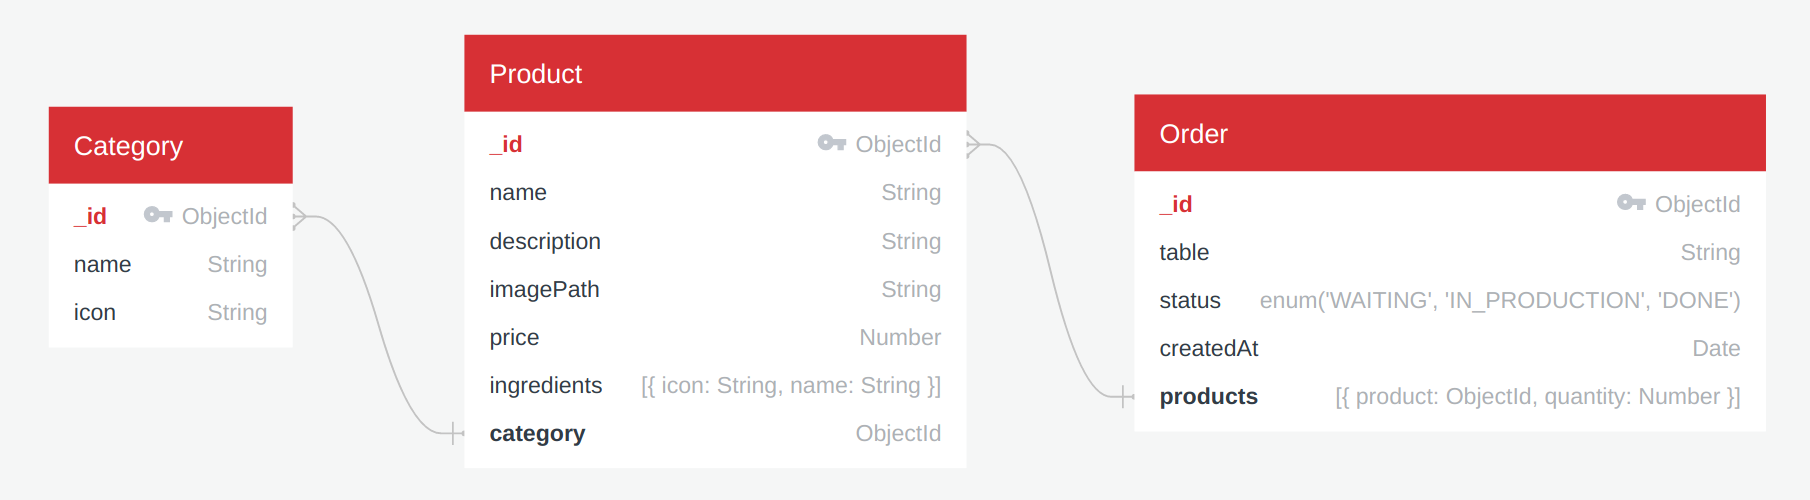 Category
_id ObjectId
name String
icon String
Product
_id ObjectId
name String
description String
imagePath String
price Number
ingredients [{ icon: String, name: String }]
category ObjectId
Order
_id ObjectId
table String
status enum('WAITING', 'IN_PRODUCTION', 'DONE')
createdAt Date
products [{ product: ObjectId, quantity: Number }]